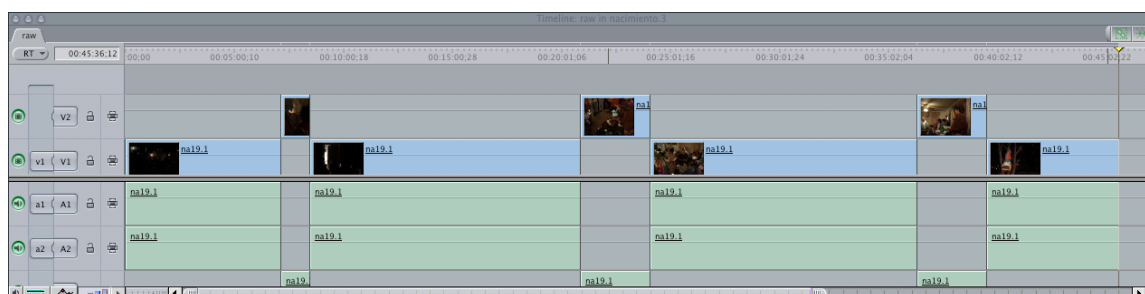 Timeline: raw in nacimiento.3
raw
RT 00:45:36;12 00;00 00:05:00;10 00:10:00;18 00:15:00;28 00:20:01;06 00:25:01;16 00:30:01;24 00:35:02;04 00:40:02;12 00:45:02;22
V2 na1 na1
v1 V1 na19.1 na19.1 na19.1 na19.1
a1 A1 na19.1 na19.1 na19.1 na19.1
a2 A2 na19.1 na19.1 na19.1 na19.1
na19. na19.1 na19.1